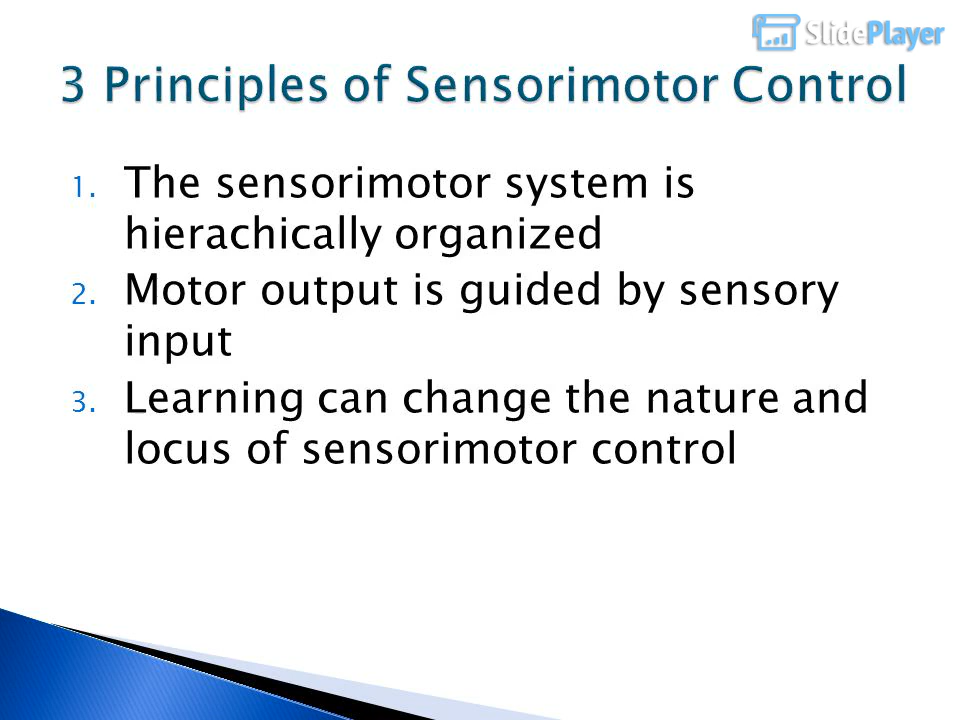 SlidePlayer
3 Principles of Sensorimotor Control
1. The sensorimotor system is
hierachically organized
2. Motor output is guided by sensory
input
3. Learning can change the nature and
locus of sensorimotor control